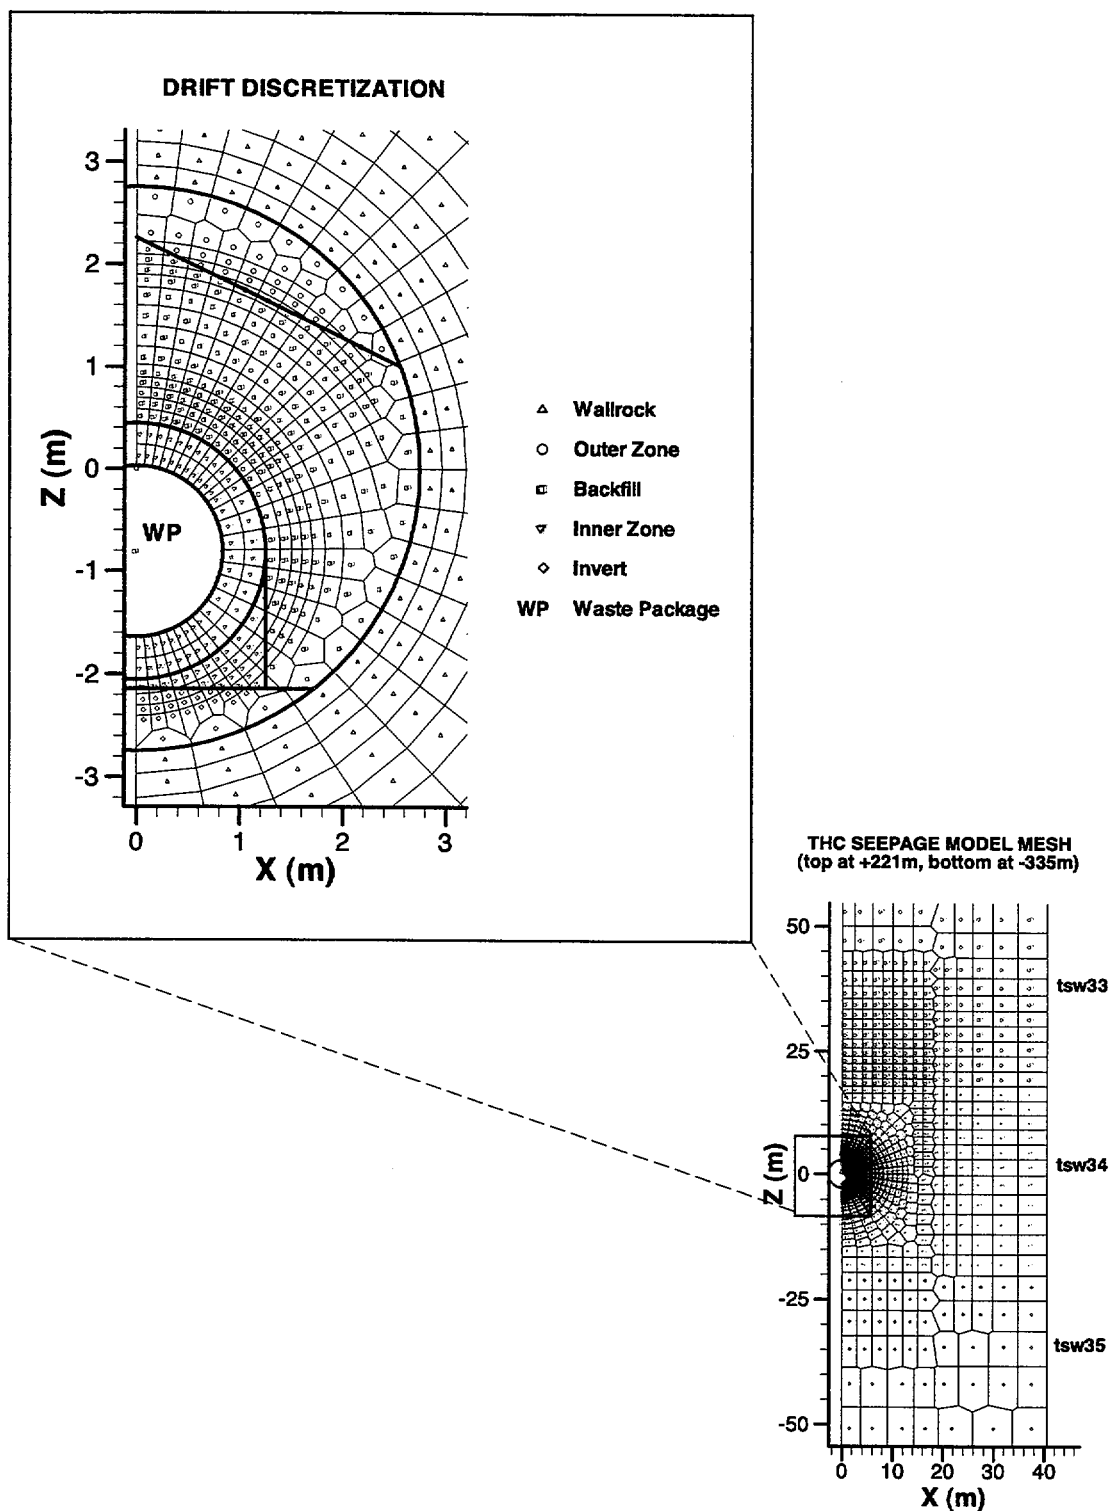 DRIFT DISCRETIZATION
3
2
1
0
-1
-2
-3
Z (m)
WP
0
1
2
3
X (m)
Wallrock
Outer Zone
Backfill
Inner Zone
Invert
WP Waste Package
THC SEEPAGE MODEL MESH
(top at +221m, bottom at -335m)
50
25
0
-25
-50
Z (m)
tsw33
tsw34
tsw35
0
10
20
30
40
X (m)